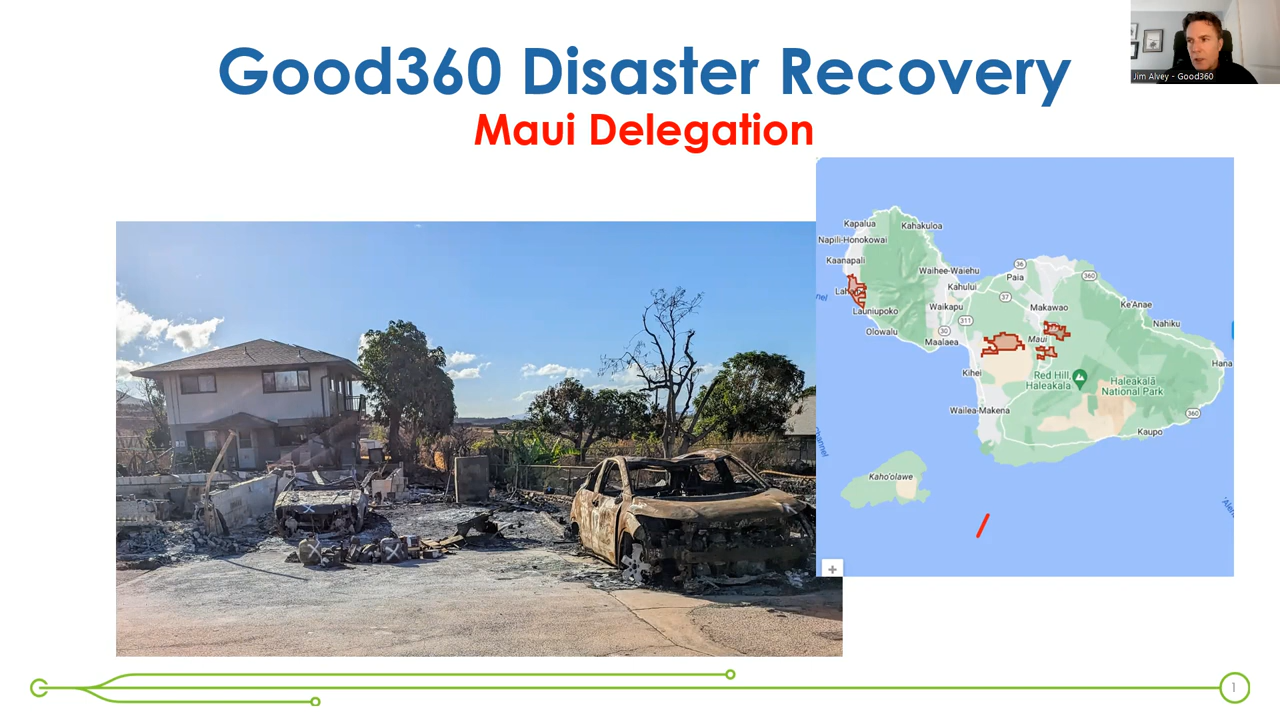 Good360 Disaster Recovery
Jim Alvey - Good360
Maui Delegation
Kapalua
Kahakuloa
Napili-Honokowai
Kaanapali
Waihee-Waiehu
36
Paia
360
Kahului
37
Launiupoko
Waikapu
Makawao
Ke'Anae
311
Nahiku
Olowalu
30
Maalaea
Maui
Hana
Kihei
Red Hill,
Haleakala
Haleakalā
National Park
Wailea-Makena
360
Kaupo
Kaho'olawe
+
1